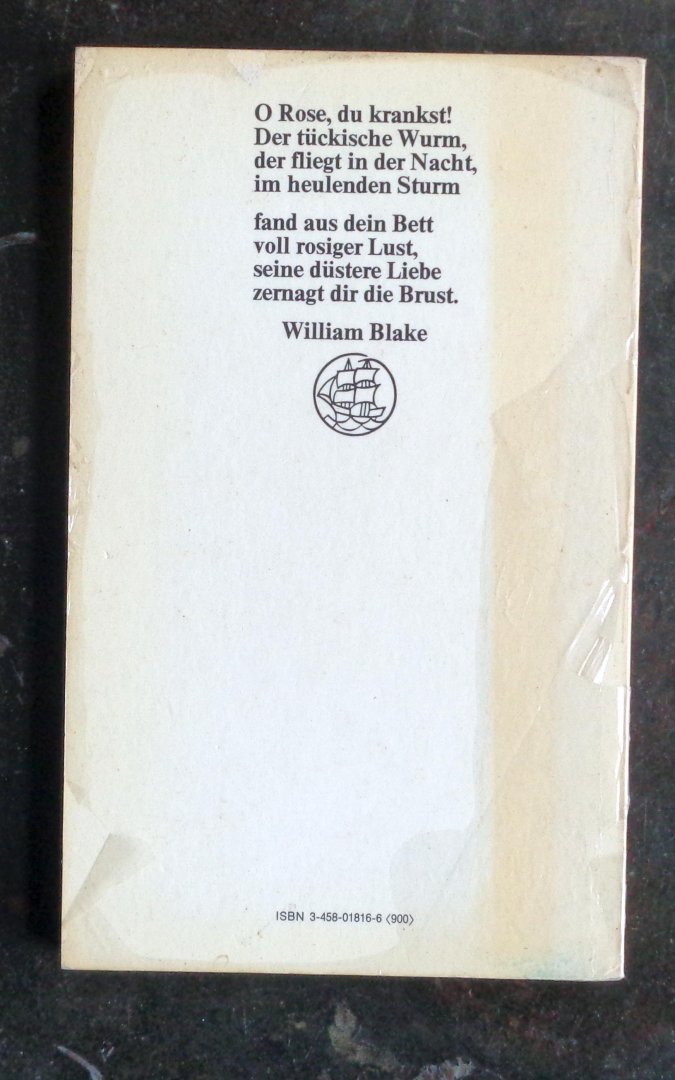 O Rose, du krankst!
Der tückische Wurm,
der fliegt in der Nacht,
im heulenden Sturm
fand aus dein Bett
voll rosiger Lust,
seine düstere Liebe
zernagt dir die Brust.
William Blake
ISBN 3-458-01816-6 ⟨900⟩